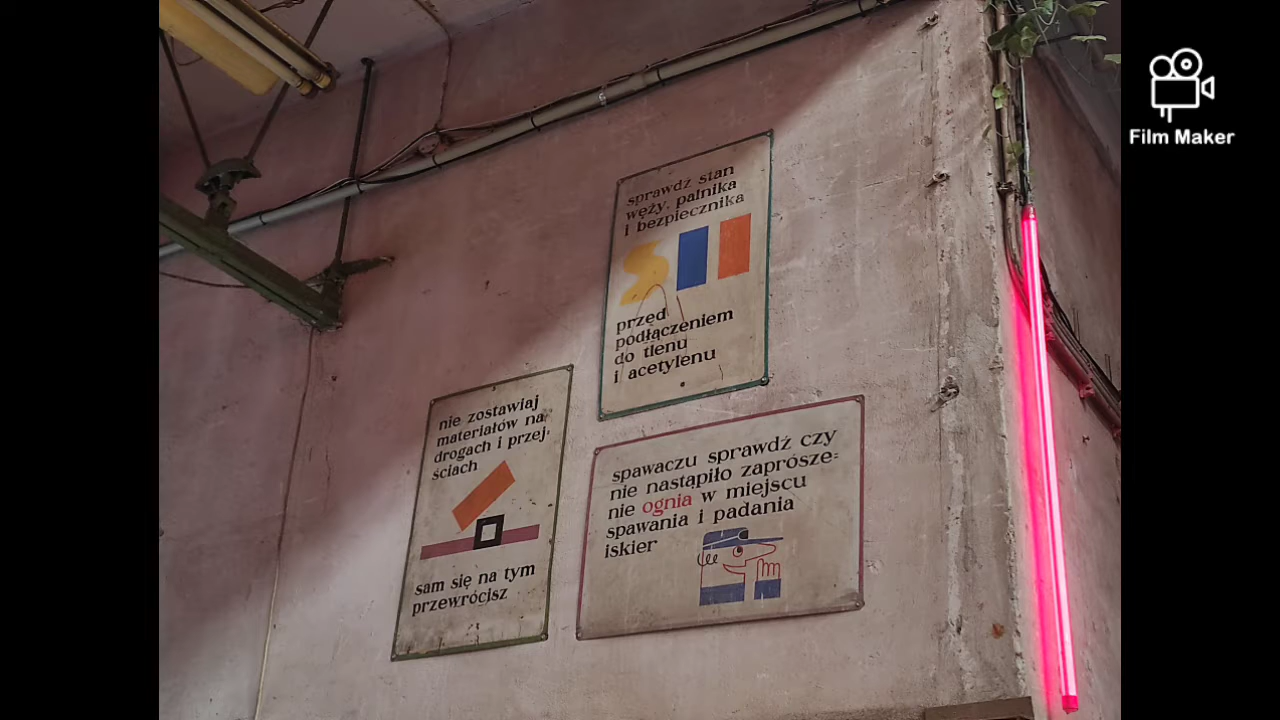 sprawdź stan
węży, palnika
i bezpiecznika
przed
podłączeniem
do tlenu
i acetylenu
nie zostawiaj
materiałów na
drogach i przej-
ściach
sam się na tym
przewrócisz
spawaczu sprawdź czy
nie nastąpiło zaprósze-
nie ognia w miejscu
spawania i padania
iskier
Film Maker